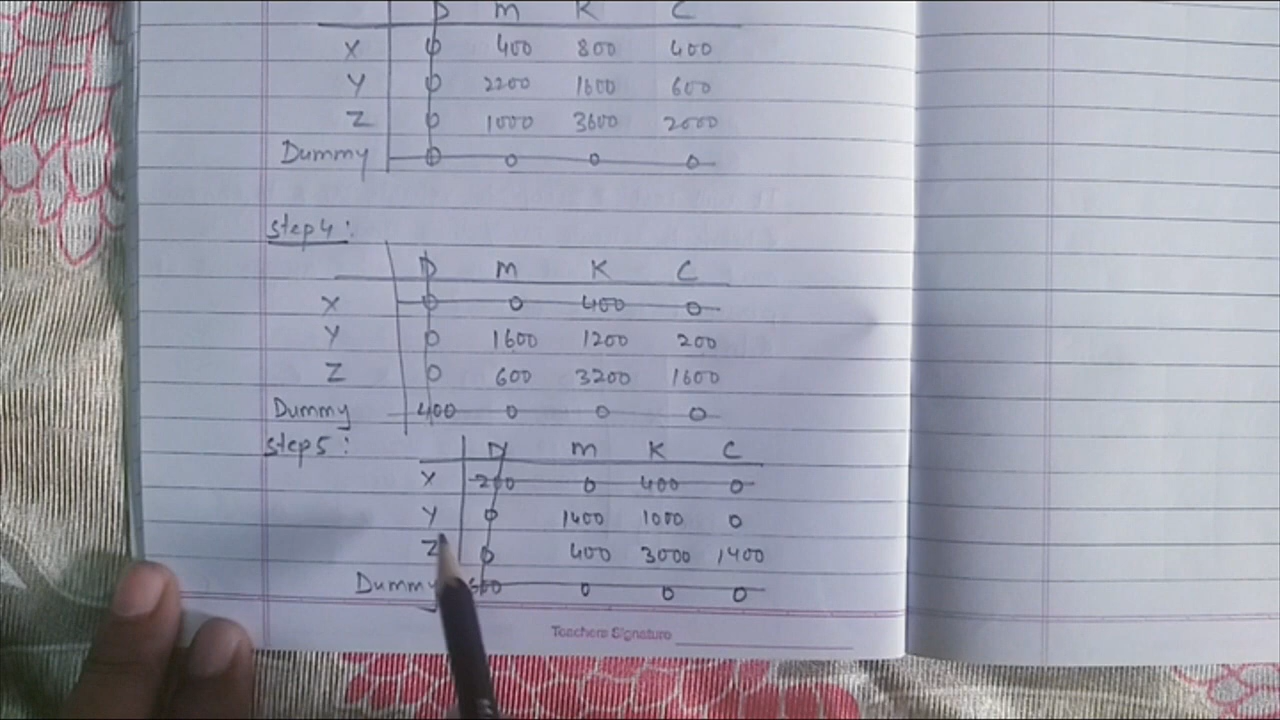 D M K C
X 0 400 800 400
Y 0 2200 1600 600
Z 0 1000 3600 2000
Dummy 0 0 0 0
Step 4 :
D M K C
X 0 0 400 0
Y 0 1600 1200 200
Z 0 600 3200 1600
Dummy 400 0 0 0
Step 5 :
D M K C
X 200 0 400 0
Y 0 1400 1000 0
Z 0 400 3000 1400
Dummy 600 0 0 0
Teachers Signature